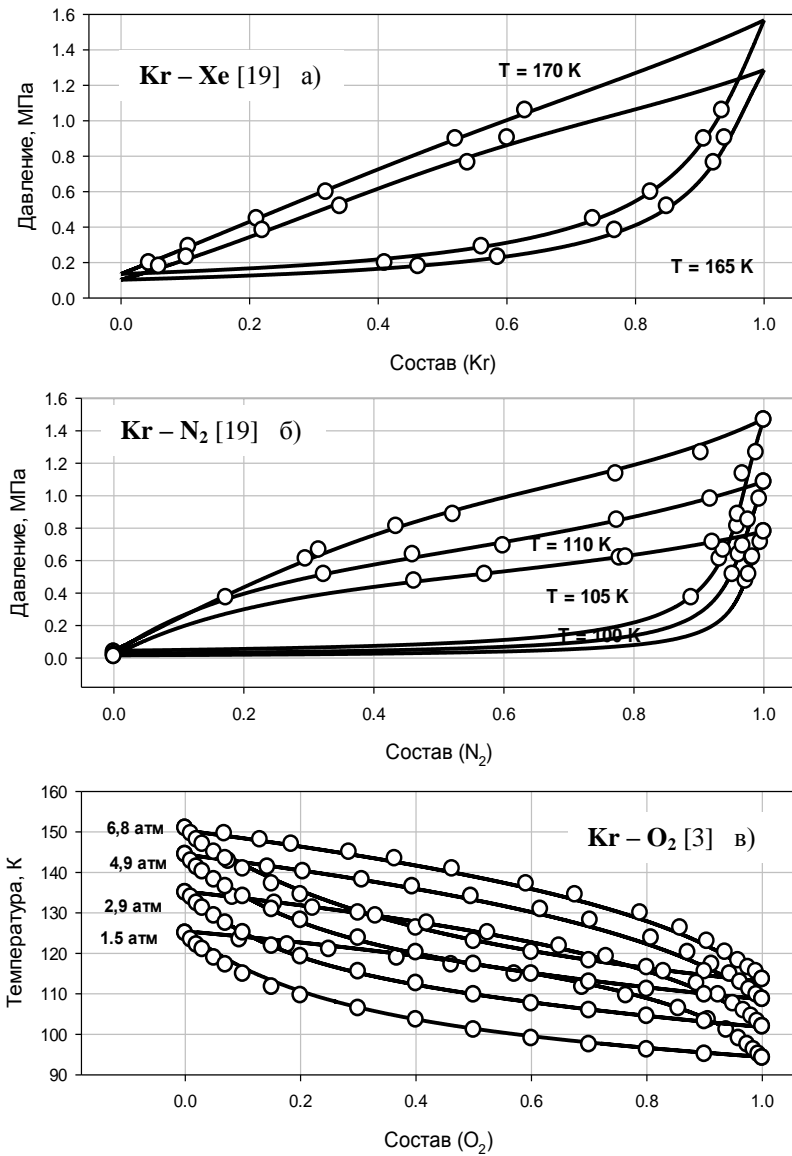 1.6
Kr – Xe [19] а)
T = 170 K
1.4
1.2
1.0
0.8
0.6
0.4
0.2
0.0
T = 165 K
Давление, МПа
0.0 0.2 0.4 0.6 0.8 1.0
Состав (Kr)
1.6
Kr – N2 [19] б)
1.4
1.2
1.0
0.8
T = 110 K
0.6
T = 105 K
0.4
0.2
T = 100 K
0.0
Давление, МПа
0.0 0.2 0.4 0.6 0.8 1.0
Состав (N2)
160
6,8 атм
150
Kr – O2 [3] в)
4,9 атм
140
2,9 атм
130
1.5 атм
120
110
100
90
Температура, К
0.0 0.2 0.4 0.6 0.8 1.0
Состав (O2)